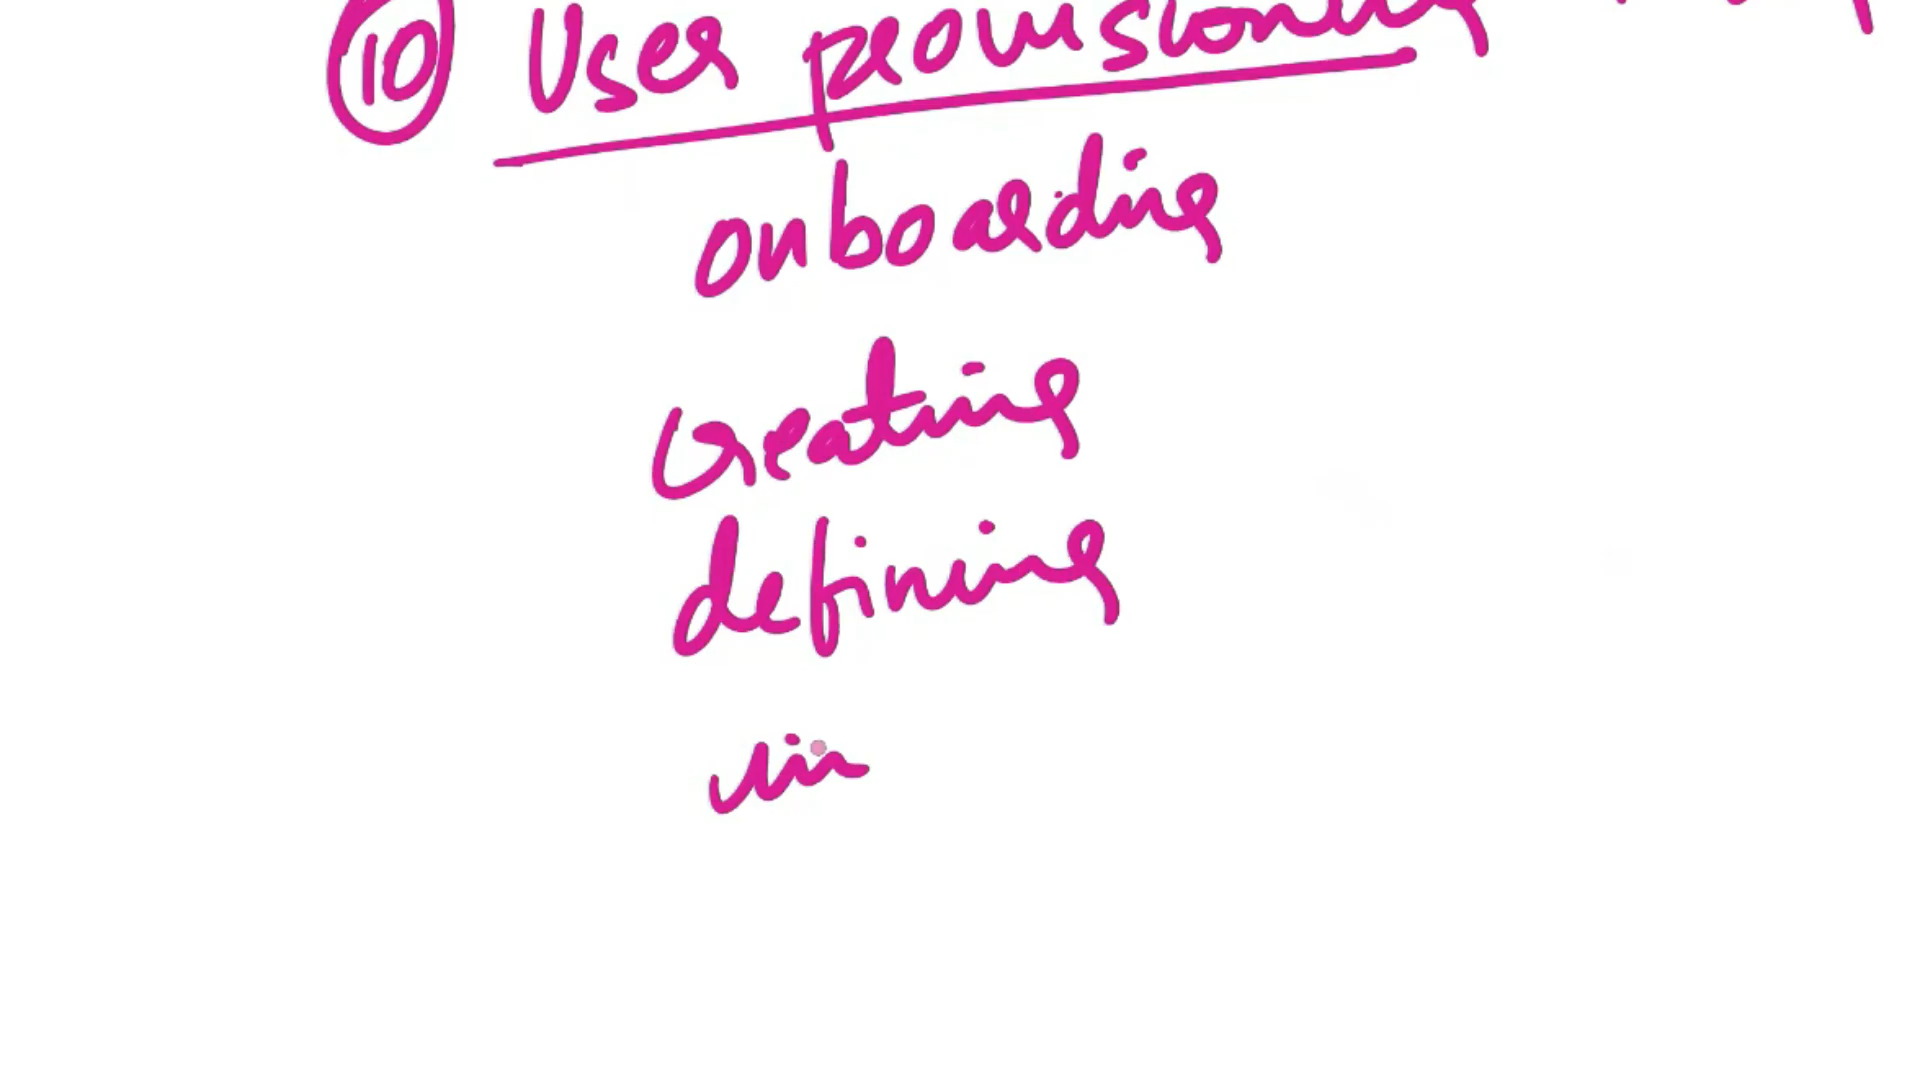 10 User provisioning
onboarding
creating
defining